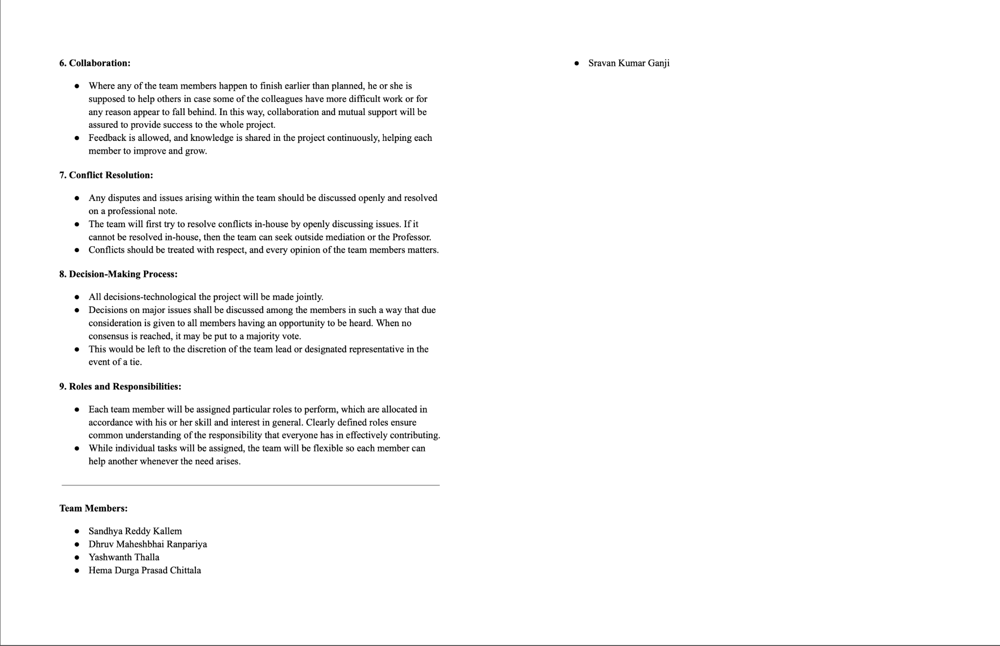 6. Collaboration:
● Where any of the team members happen to finish earlier than planned, he or she is
supposed to help others in case some of the colleagues have more difficult work or for
any reason appear to fall behind. In this way, collaboration and mutual support will be
assured to provide success to the whole project.
● Feedback is allowed, and knowledge is shared in the project continuously, helping each
member to improve and grow.
7. Conflict Resolution:
● Any disputes and issues arising within the team should be discussed openly and resolved
on a professional note.
● The team will first try to resolve conflicts in-house by openly discussing issues. If it
cannot be resolved in-house, then the team can seek outside mediation or the Professor.
● Conflicts should be treated with respect, and every opinion of the team members matters.
8. Decision-Making Process:
● All decisions-technological the project will be made jointly.
● Decisions on major issues shall be discussed among the members in such a way that due
consideration is given to all members having an opportunity to be heard. When no
consensus is reached, it may be put to a majority vote.
● This would be left to the discretion of the team lead or designated representative in the
event of a tie.
9. Roles and Responsibilities:
● Each team member will be assigned particular roles to perform, which are allocated in
accordance with his or her skill and interest in general. Clearly defined roles ensure
common understanding of the responsibility that everyone has in effectively contributing.
● While individual tasks will be assigned, the team will be flexible so each member can
help another whenever the need arises.
Team Members:
● Sandhya Reddy Kallem
● Dhruv Maheshbhai Ranpariya
● Yashwanth Thalla
● Hema Durga Prasad Chittala
● Sravan Kumar Ganji